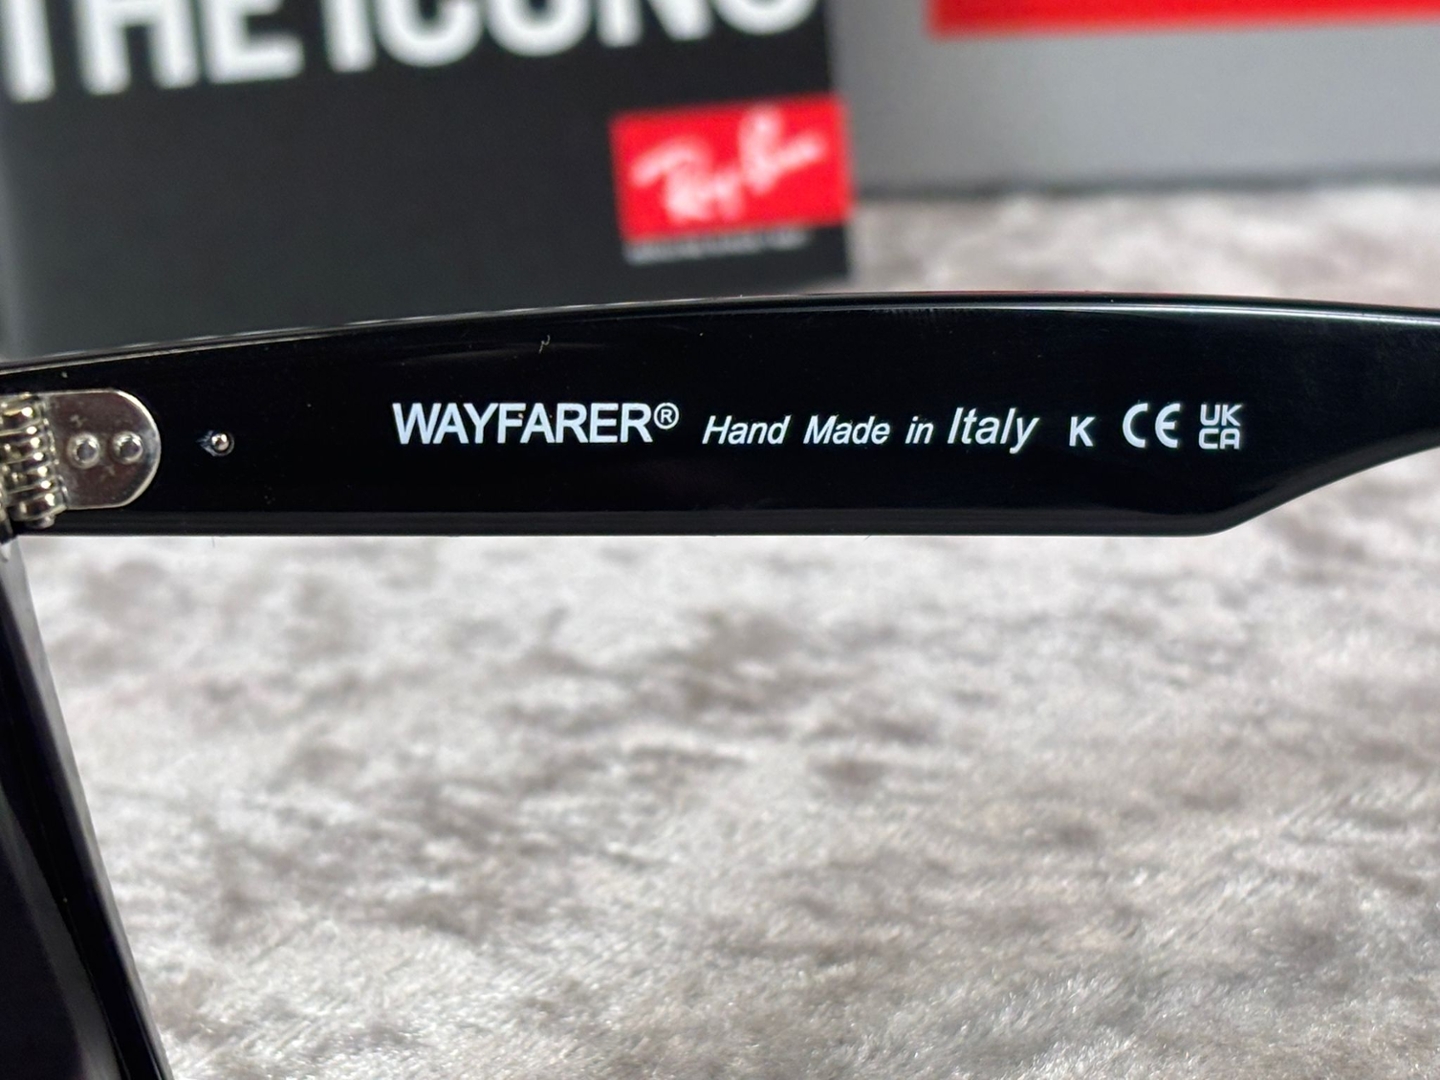 THE ICONS
Ray-Ban
WAYFARER® Hand Made in Italy K CE UK CA